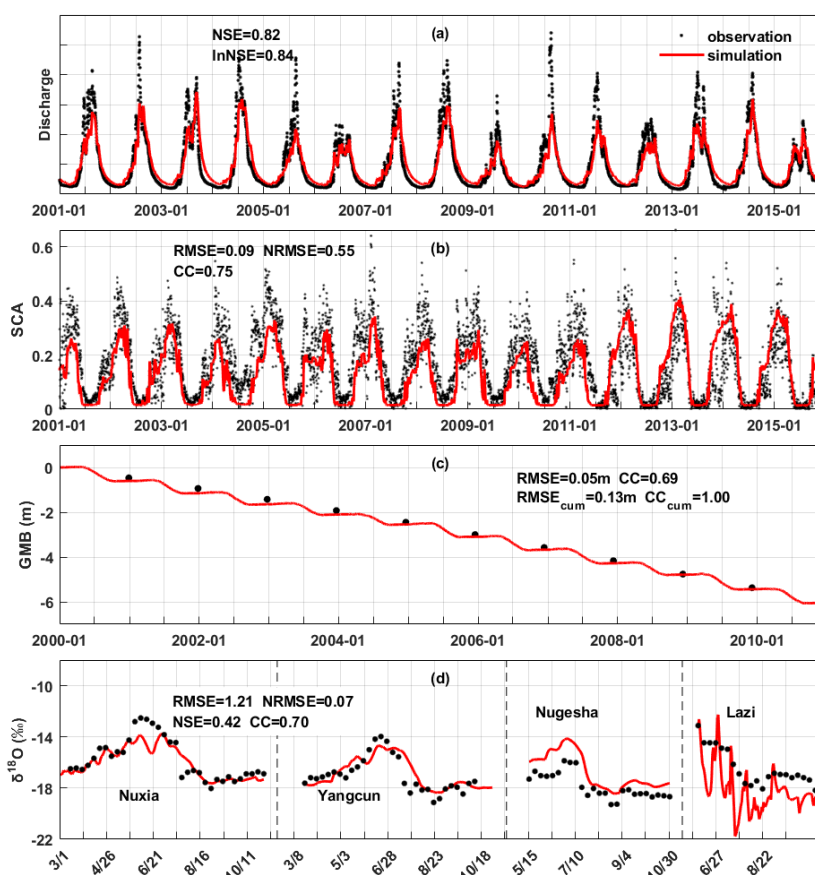 NSE=0.82
lnNSE=0.84
(a)
observation
simulation
Discharge
2001-01 2003-01 2005-01 2007-01 2009-01 2011-01 2013-01 2015-01
RMSE=0.09 NRMSE=0.55
CC=0.75
(b)
SCA
0.6
0.4
0.2
0
2001-01 2003-01 2005-01 2007-01 2009-01 2011-01 2013-01 2015-01
(c)
RMSE=0.05m CC=0.69
RMSEcum=0.13m CCcum=1.00
GMB (m)
0
-2
-4
-6
2000-01 2002-01 2004-01 2006-01 2008-01 2010-01
(d)
RMSE=1.21 NRMSE=0.07
NSE=0.42 CC=0.70
δ18O (‰)
-10
-14
-18
-22
Nuxia
Yangcun
Nugesha
Lazi
3/1 4/26 6/21 8/16 10/11 3/8 5/3 6/28 8/23 10/18 5/15 7/10 9/4 10/30 6/27 8/22